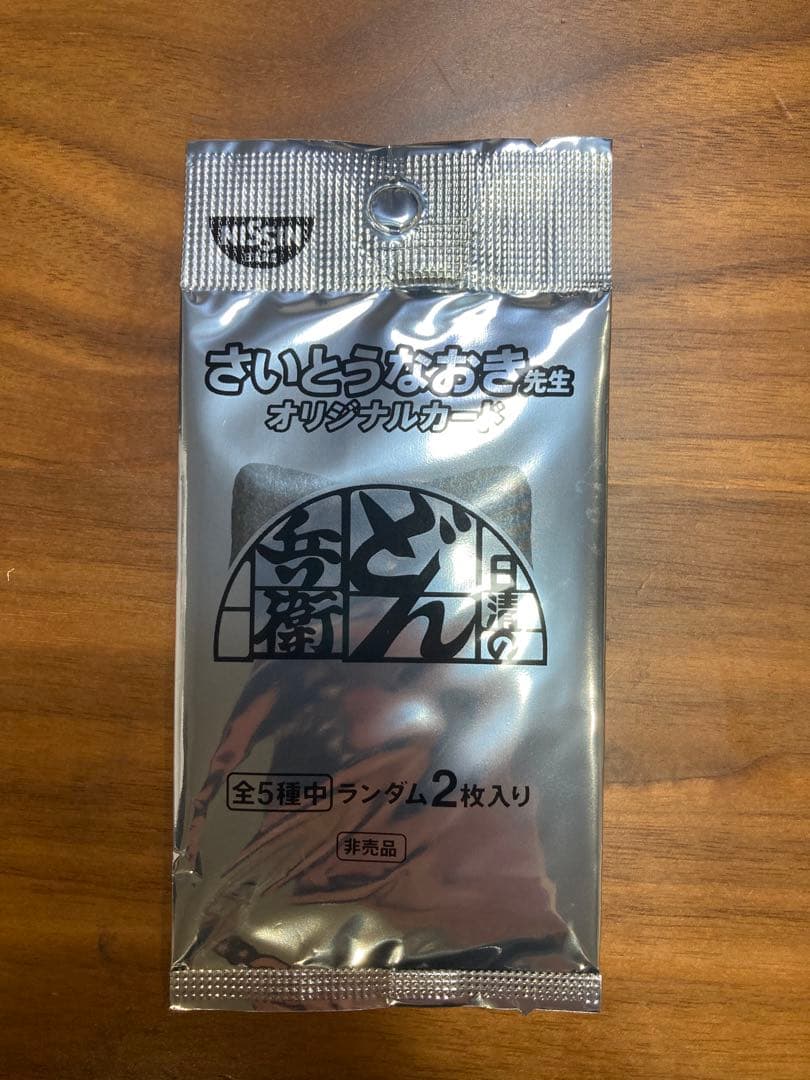 NISSIN
さいとうなおき先生
オリジナルカード
日清の
どん
兵衛
全5種中 ランダム2枚入り
非売品